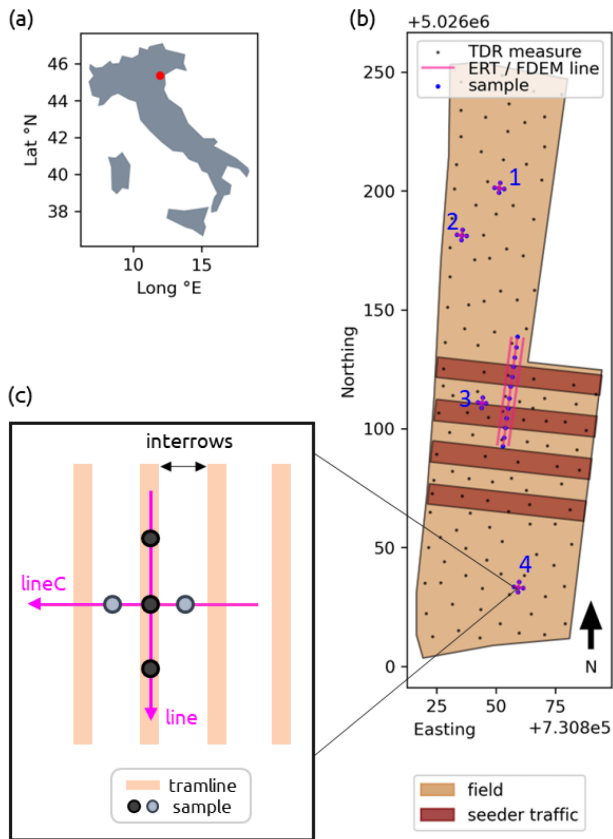 (a)
46
44
42
40
38
36
Lat °N
10
15
Long °E
(b)
+5.026e6
TDR measure
ERT / FDEM line
sample
250
200
150
100
50
0
Northing
1
2
3
4
N
25
50
75
Easting
+7.308e5
field
seeder traffic
(c)
interrows
lineC
line
tramline
sample